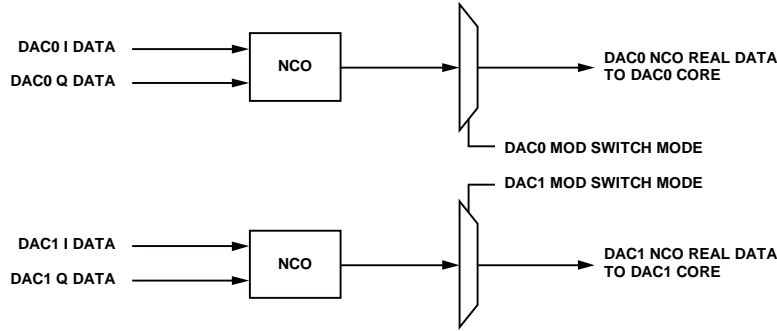 DAC0 I DATA
DAC0 Q DATA
NCO
DAC0 NCO REAL DATA
TO DAC0 CORE
DAC0 MOD SWITCH MODE
DAC1 MOD SWITCH MODE
DAC1 I DATA
DAC1 Q DATA
NCO
DAC1 NCO REAL DATA
TO DAC1 CORE